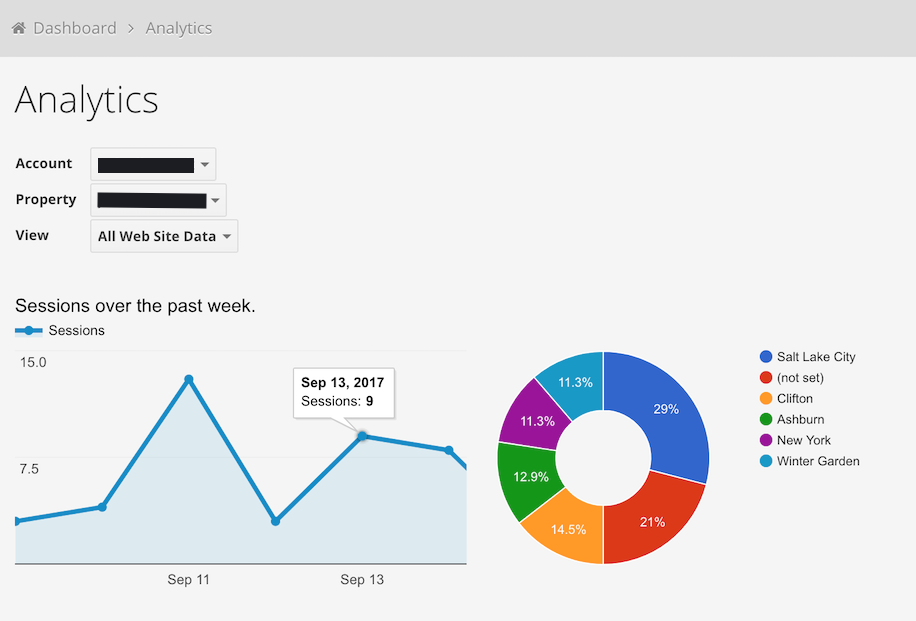 Dashboard > Analytics
Analytics
Account
Property
View All Web Site Data
Sessions over the past week.
Sessions
15.0
7.5
Sep 13, 2017
Sessions: 9
Sep 11
Sep 13
29%
21%
14.5%
12.9%
11.3%
11.3%
Salt Lake City
(not set)
Clifton
Ashburn
New York
Winter Garden